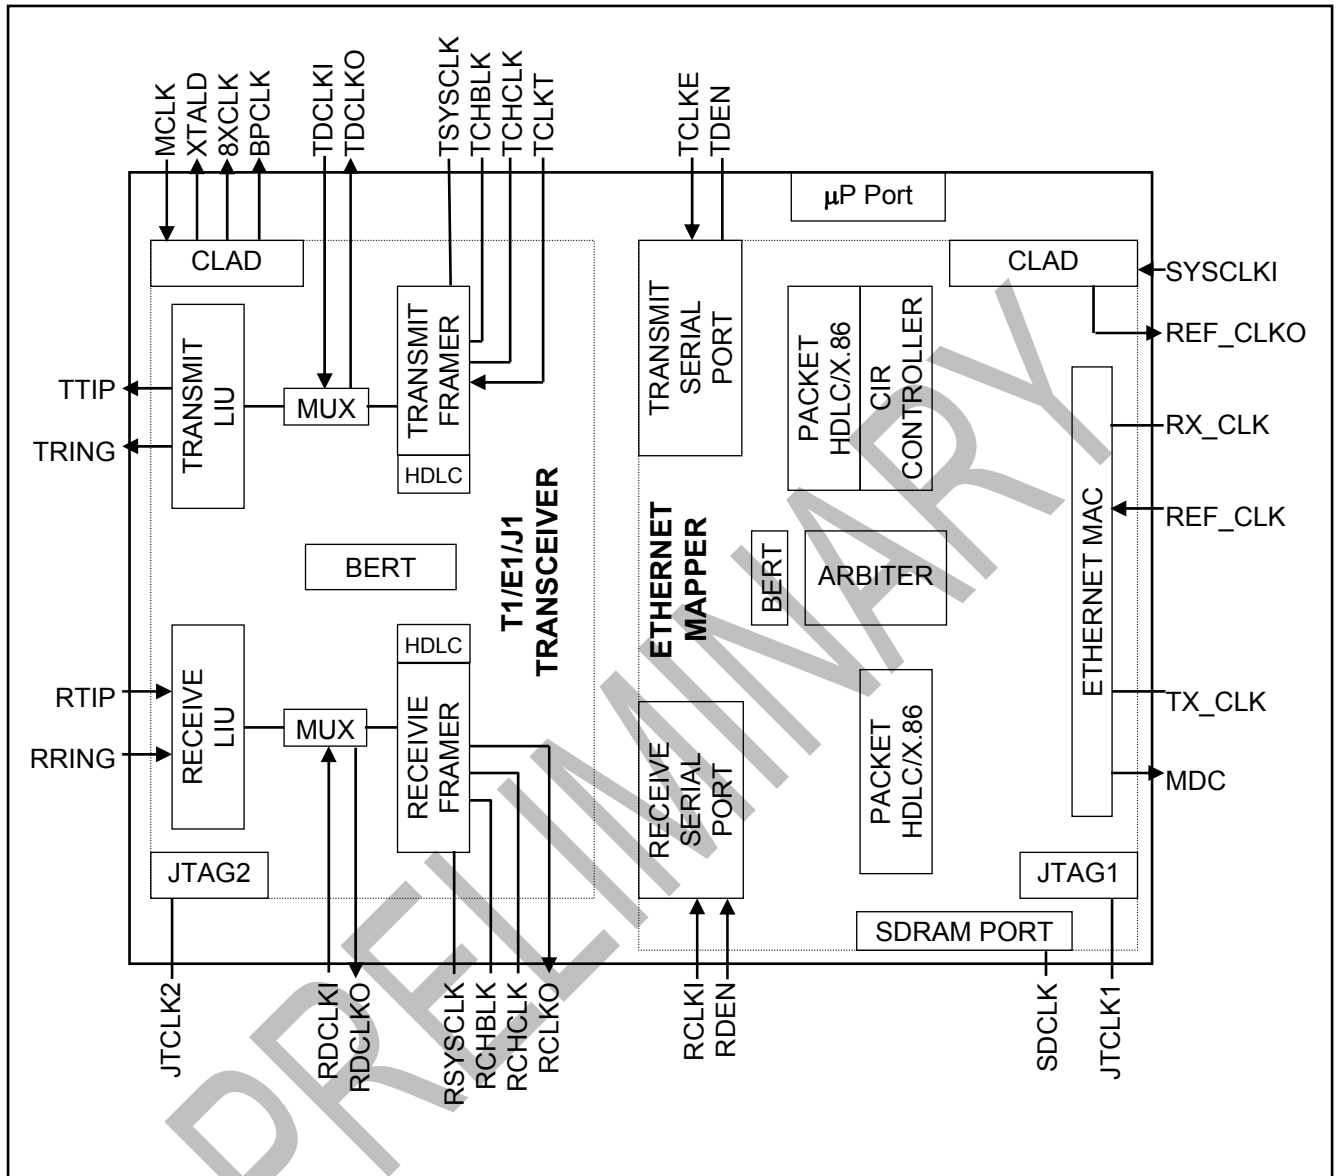 MCLK
XTALD
8XCLK
BPCLK
TDCLKI
TDCLKO
TSYSCLK
TCHBLK
TCHCLK
TCLKT
TCLKE
TDEN
μP Port
CLAD
CLAD
SYSCLKI
REF_CLKO
TRANSMIT
LIU
TTIP
TRING
MUX
TRANSMIT
FRAMER
HDLC
TRANSMIT
SERIAL
PORT
PACKET
HDLC/X.86
CIR
CONTROLLER
RX_CLK
REF_CLK
ETHERNET MAC
T1/E1/J1
TRANSCEIVER
ETHERNET
MAPPER
BERT
BERT
ARBITER
HDLC
RTIP
RRING
RECEIVE
LIU
MUX
RECEIVIE
FRAMER
RECEIVE
SERIAL
PORT
PACKET
HDLC/X.86
TX_CLK
MDC
JTAG2
JTAG1
SDRAM PORT
JTCLK2
RDCLKI
RDCLKO
RSYSCLK
RCHBLK
RCHCLK
RCLKO
RCLKI
RDEN
SDCLK
JTCLK1
PRELIMINARY